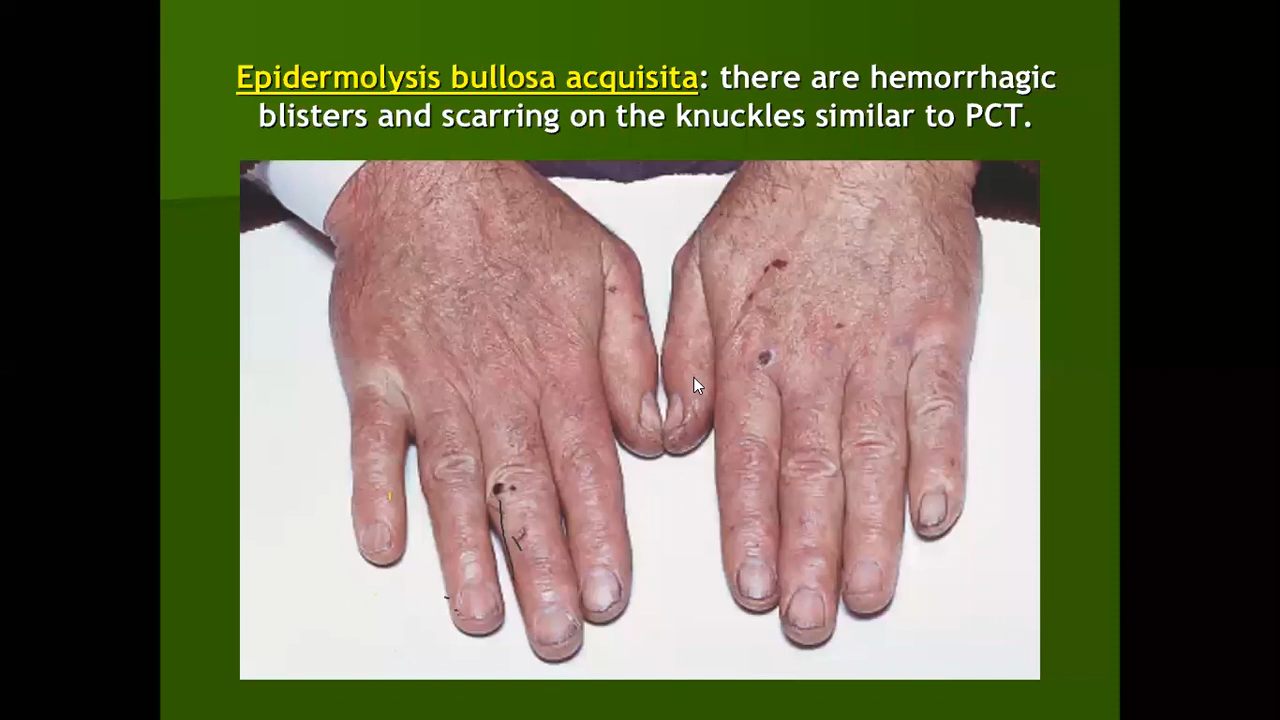 Epidermolysis bullosa acquisita: there are hemorrhagic
blisters and scarring on the knuckles similar to PCT.